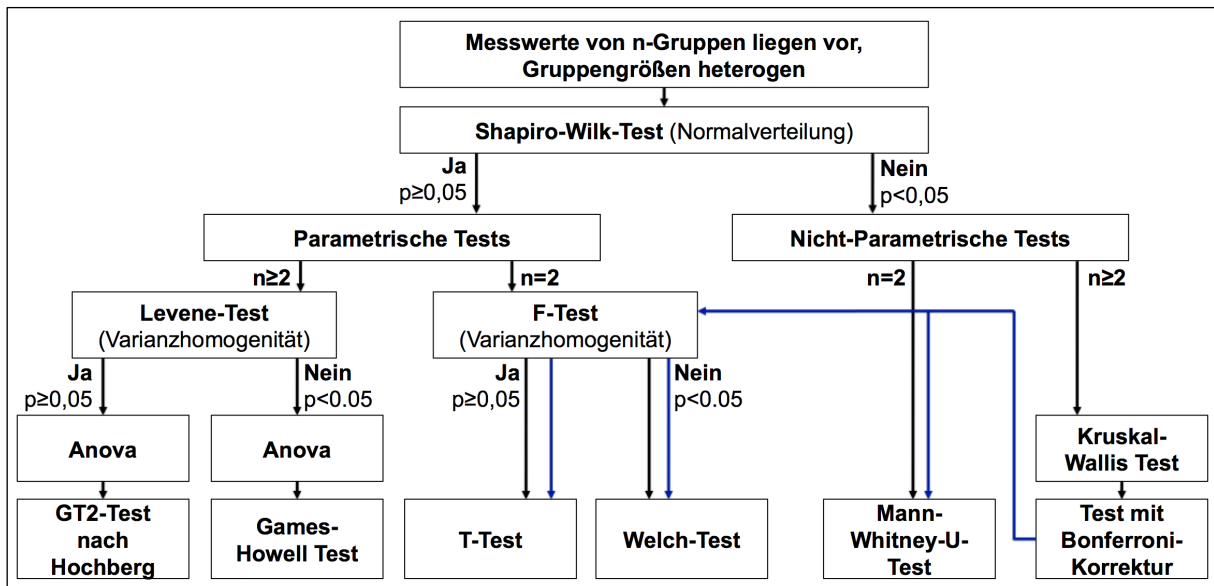 Messwerte von n-Gruppen liegen vor,
Gruppengrößen heterogen
Shapiro-Wilk-Test (Normalverteilung)
Ja
p≥0,05
Nein
p<0,05
Parametrische Tests
Nicht-Parametrische Tests
n≥2
n=2
n=2
n≥2
Levene-Test
(Varianzhomogenität)
F-Test
(Varianzhomogenität)
Ja
p≥0,05
Nein
p<0.05
Ja
p≥0,05
Nein
p<0.05
Anova
Anova
Kruskal-
Wallis Test
GT2-Test
nach
Hochberg
Games-
Howell Test
T-Test
Welch-Test
Mann-
Whitney-U-
Test
Test mit
Bonferroni-
Korrektur